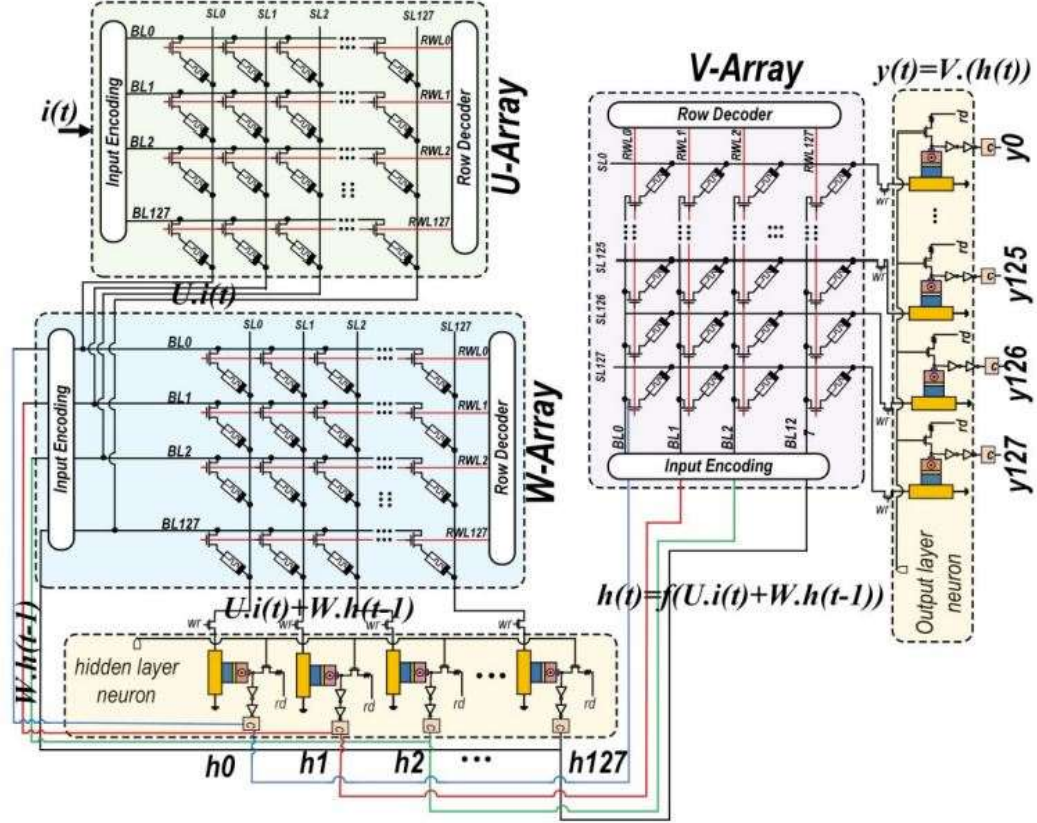 SL0
SL1
SL2
SL127
BL0
RWL0
BL1
RWL1
i(t)
Input Encoding
BL2
RWL2
Row Decoder
U-Array
BL127
RWL127
U.i(t)
SL0
SL1
SL2
SL127
BL0
RWL0
BL1
RWL1
Input Encoding
BL2
RWL2
Row Decoder
W-Array
BL127
RWL127
W.h(t-1)
U.i(t)+W.h(t-1)
wr
wr
wr
wr
hidden layer
neuron
rd
rd
rd
rd
C
C
C
C
h0
h1
h2
h127
V-Array
Row Decoder
RWL0
RWL1
RWL2
RWL127
SL0
SL125
SL126
SL127
BL0
BL1
BL2
BL12
7
Input Encoding
h(t)=f(U.i(t)+W.h(t-1))
y(t)=V.(h(t))
rd
C
y0
wr
rd
C
y125
wr
rd
C
y126
wr
rd
C
y127
wr
Output layer
neuron